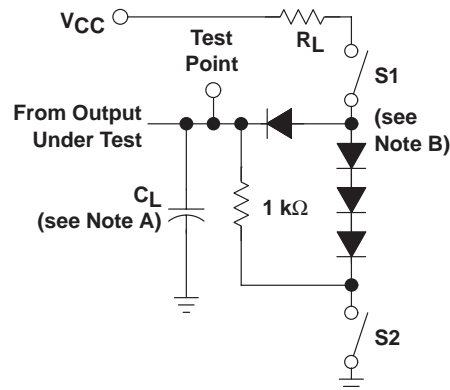 VCC
RL
Test
Point
S1
From Output
Under Test
(see
Note B)
CL
(see Note A)
1 kΩ
S2